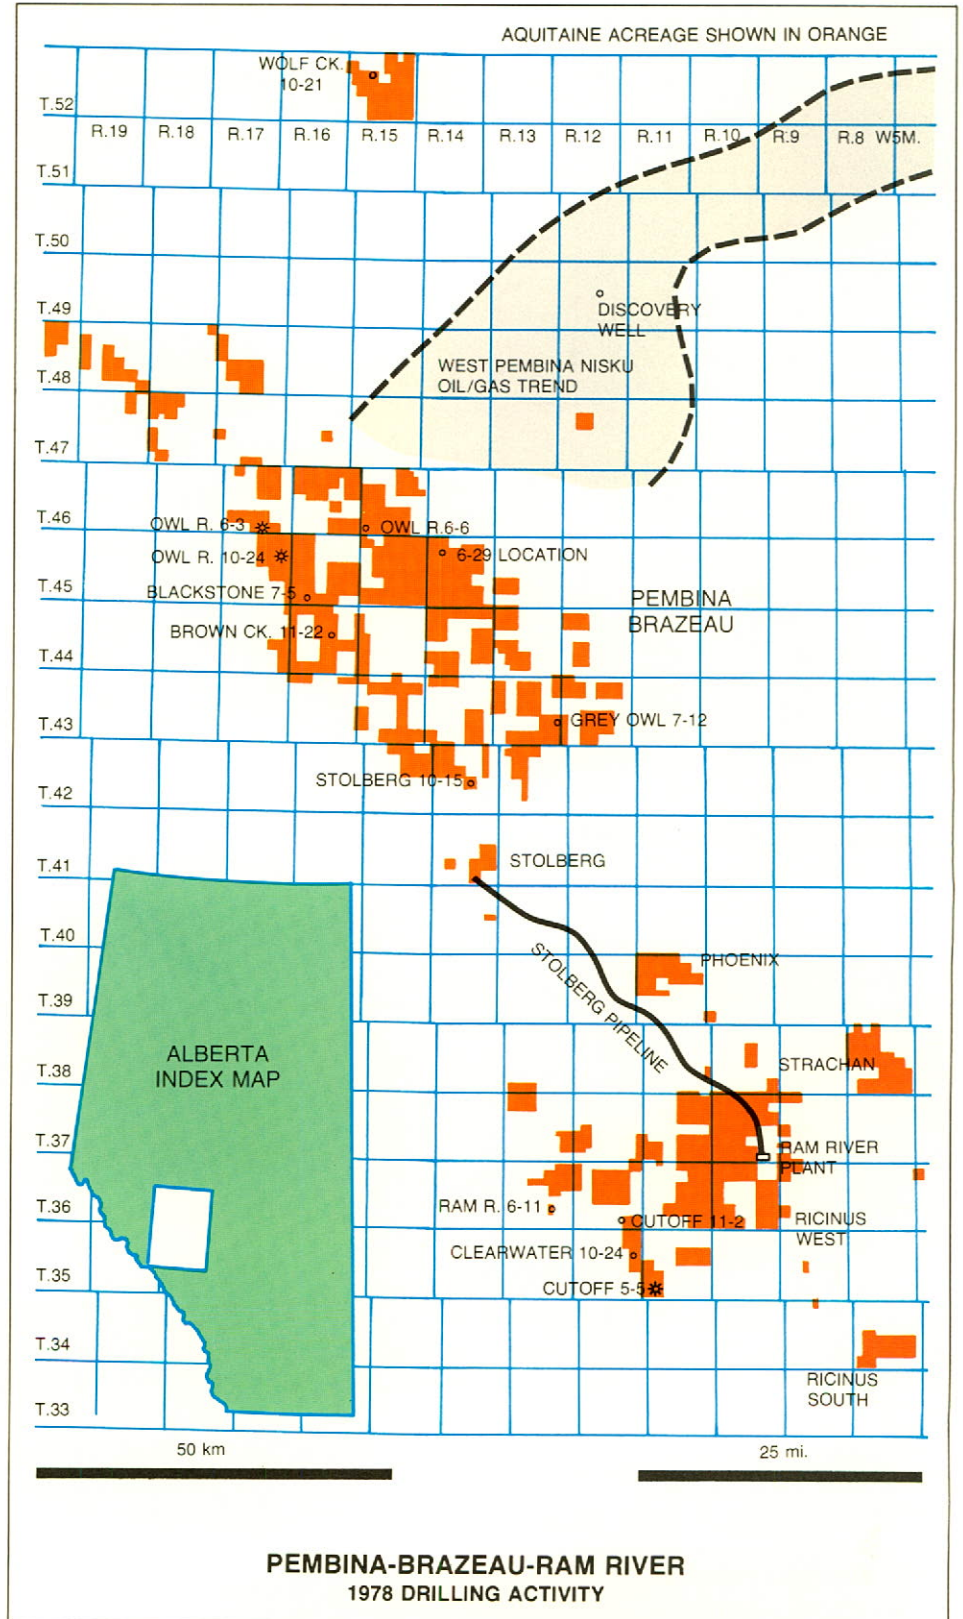 AQUITAINE ACREAGE SHOWN IN ORANGE
WOLF CK.
10-21
T.52
R.19 R.18 R.17 R.16 R.15 R.14 R.13 R.12 R.11 R.10 R.9 R.8 W5M.
T.51
T.50
T.49
DISCOVERY
WELL
WEST PEMBINA NISKU
OIL/GAS TREND
T.48
T.47
T.46
OWL R. 6-3
OWL R.6-6
OWL R. 10-24
6-29 LOCATION
T.45
BLACKSTONE 7-5
PEMBINA
BRAZEAU
BROWN CK. 11-22
T.44
T.43
GREY OWL 7-12
STOLBERG 10-15
T.42
T.41
STOLBERG
T.40
STOLBERG PIPELINE
PHOENIX
T.39
ALBERTA
INDEX MAP
STRACHAN
T.38
T.37
RAM RIVER
PLANT
T.36
RAM R. 6-11
CUTOFF 11-2
RICINUS
WEST
CLEARWATER 10-24
T.35
CUTOFF 5-5
T.34
RICINUS
SOUTH
T.33
50 km
25 mi.
PEMBINA-BRAZEAU-RAM RIVER
1978 DRILLING ACTIVITY